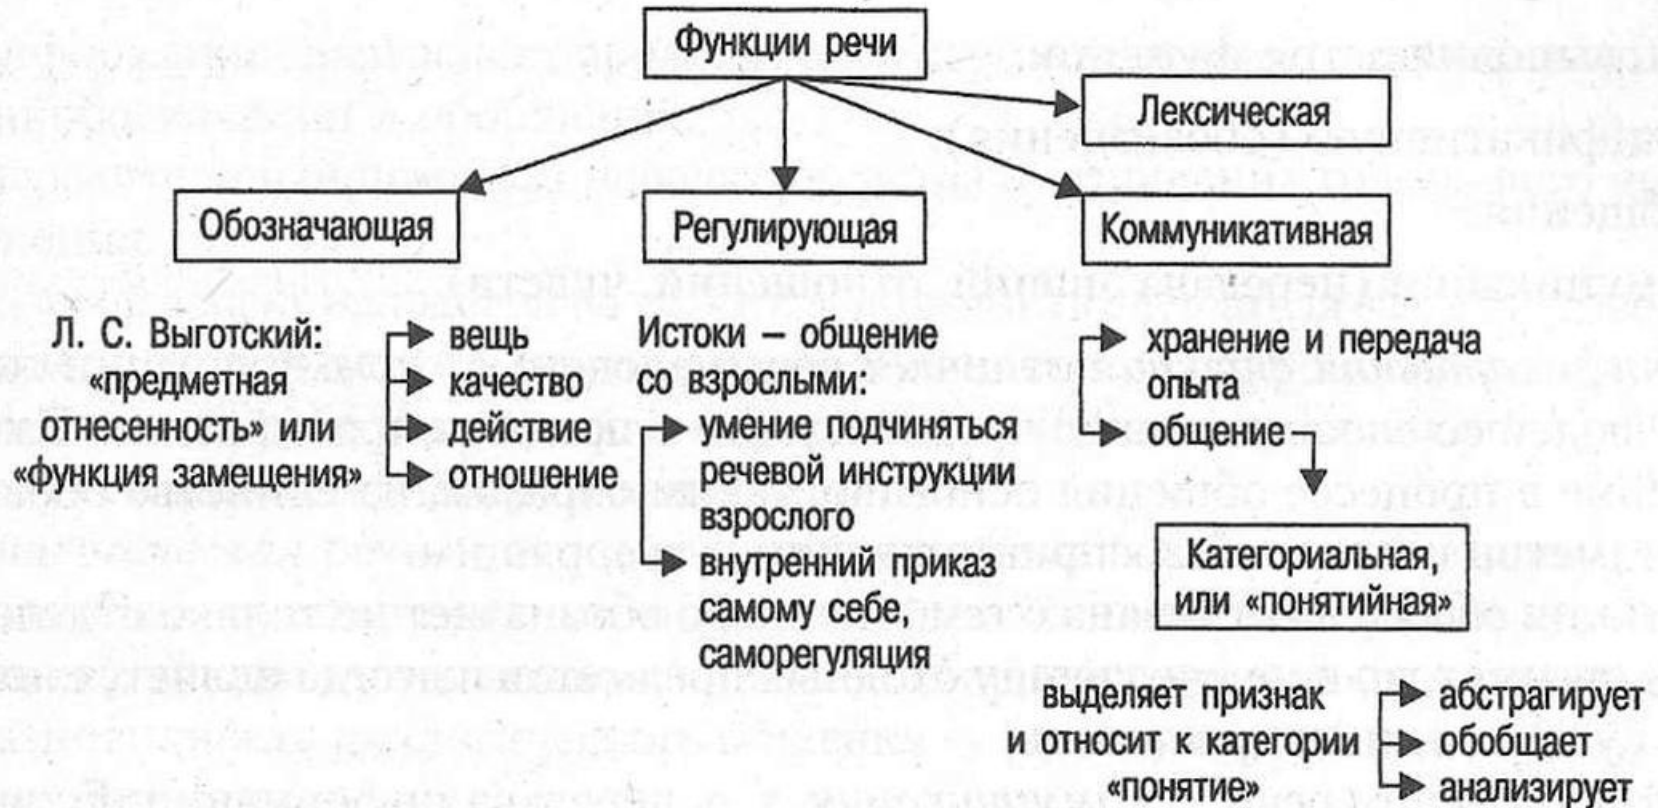 Функции речи
Лексическая
Обозначающая
Регулирующая
Коммуникативная
Л. С. Выготский:
«предметная
отнесенность» или
«функция замещения»
вещь
качество
действие
отношение
Истоки – общение
со взрослыми:
умение подчиняться
речевой инструкции
взрослого
внутренний приказ
самому себе,
саморегуляция
хранение и передача
опыта
общение
Категориальная,
или «понятийная»
выделяет признак
и относит к категории
«понятие»
абстрагирует
обобщает
анализирует